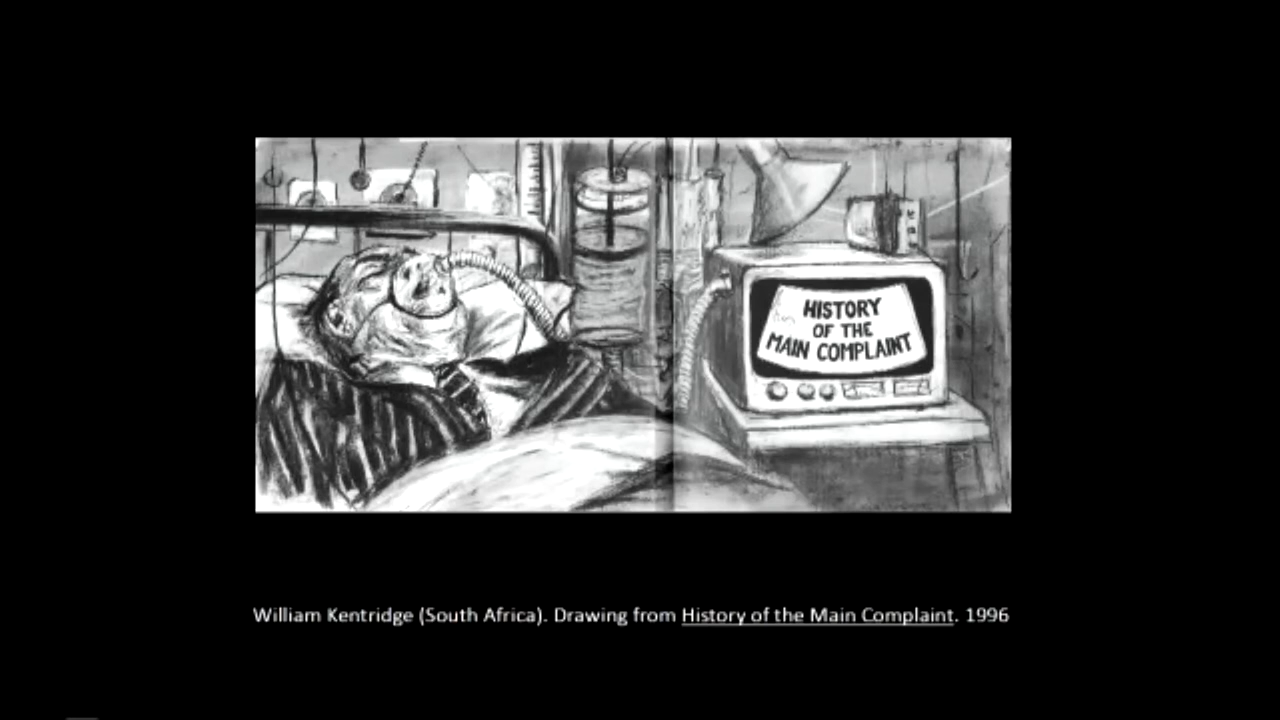 HISTORY
OF THE
MAIN COMPLAINT
William Kentridge (South Africa). Drawing from History of the Main Complaint. 1996